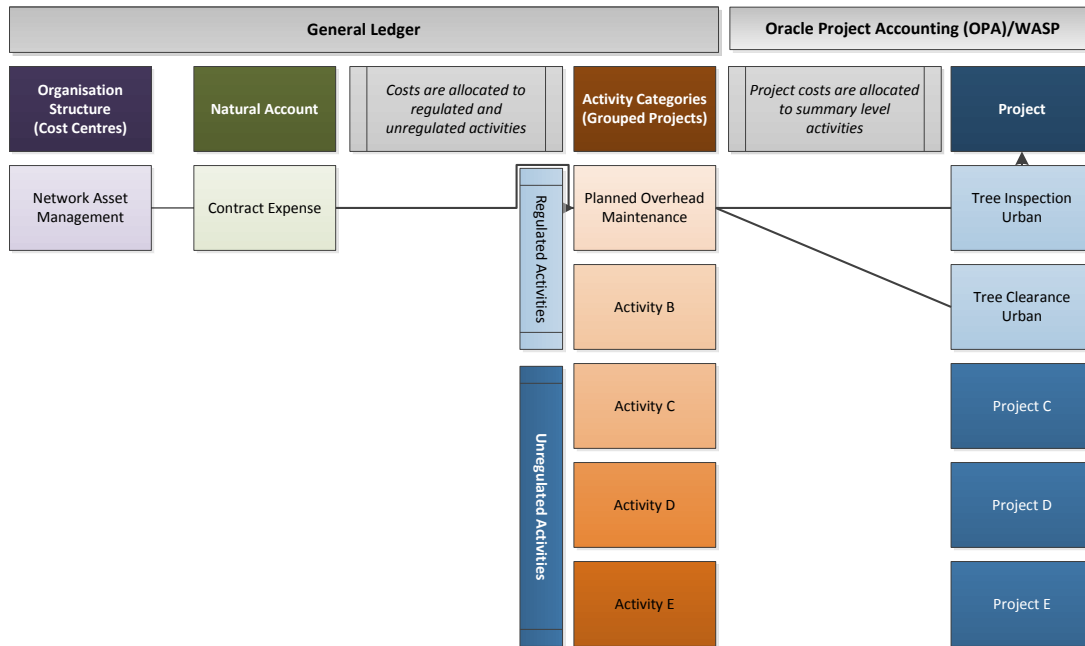 General Ledger
Oracle Project Accounting (OPA)/WASP
Organisation
Structure
(Cost Centres)
Natural Account
Costs are allocated to
regulated and
unregulated activities
Activity Categories
(Grouped Projects)
Project costs are allocated
to summary level
activities
Project
Network Asset
Management
Contract Expense
Regulated Activities
Planned Overhead
Maintenance
Tree Inspection
Urban
Activity B
Tree Clearance
Urban
Unregulated Activities
Activity C
Project C
Activity D
Project D
Activity E
Project E